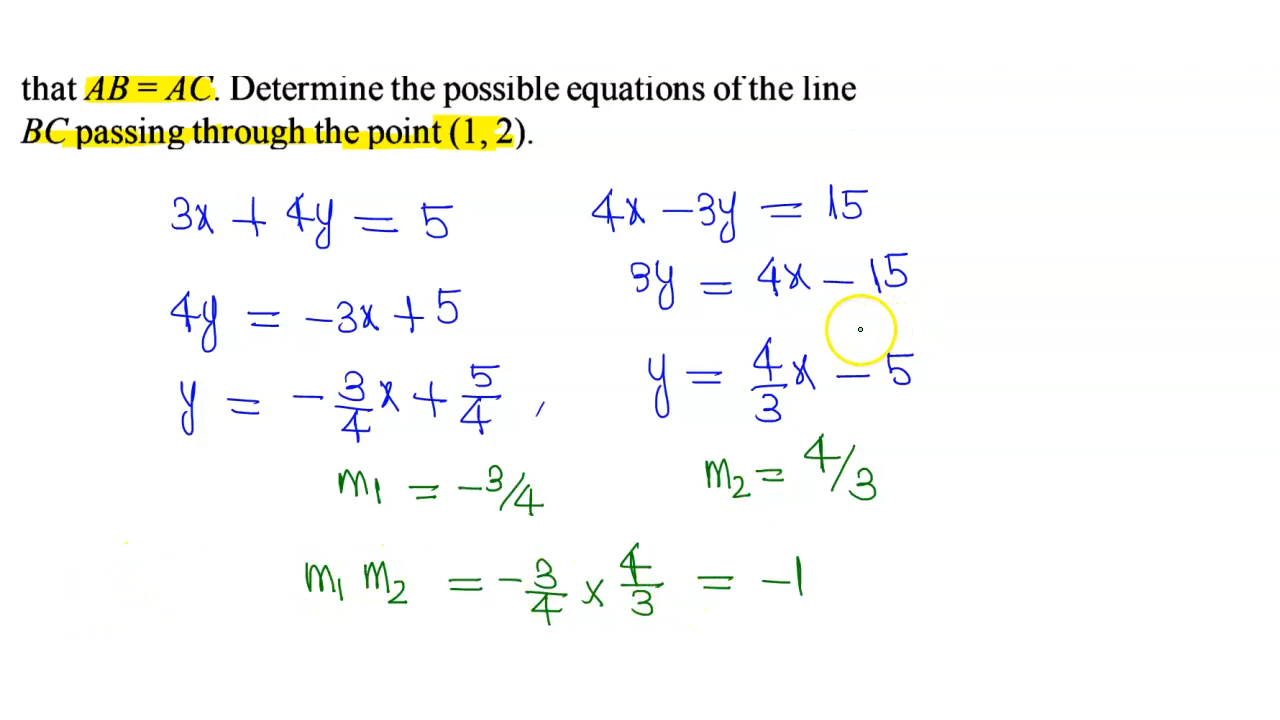 that AB = AC. Determine the possible equations of the line
BC passing through the point (1, 2).
3x + 4y = 5    4x - 3y = 15
3y = 4x - 15
4y = -3x + 5
y = -3/4 x + 5/4 ,    y = 4/3 x - 5
m1 = -3/4    m2 = 4/3
m1 m2 = -3/4 × 4/3 = -1